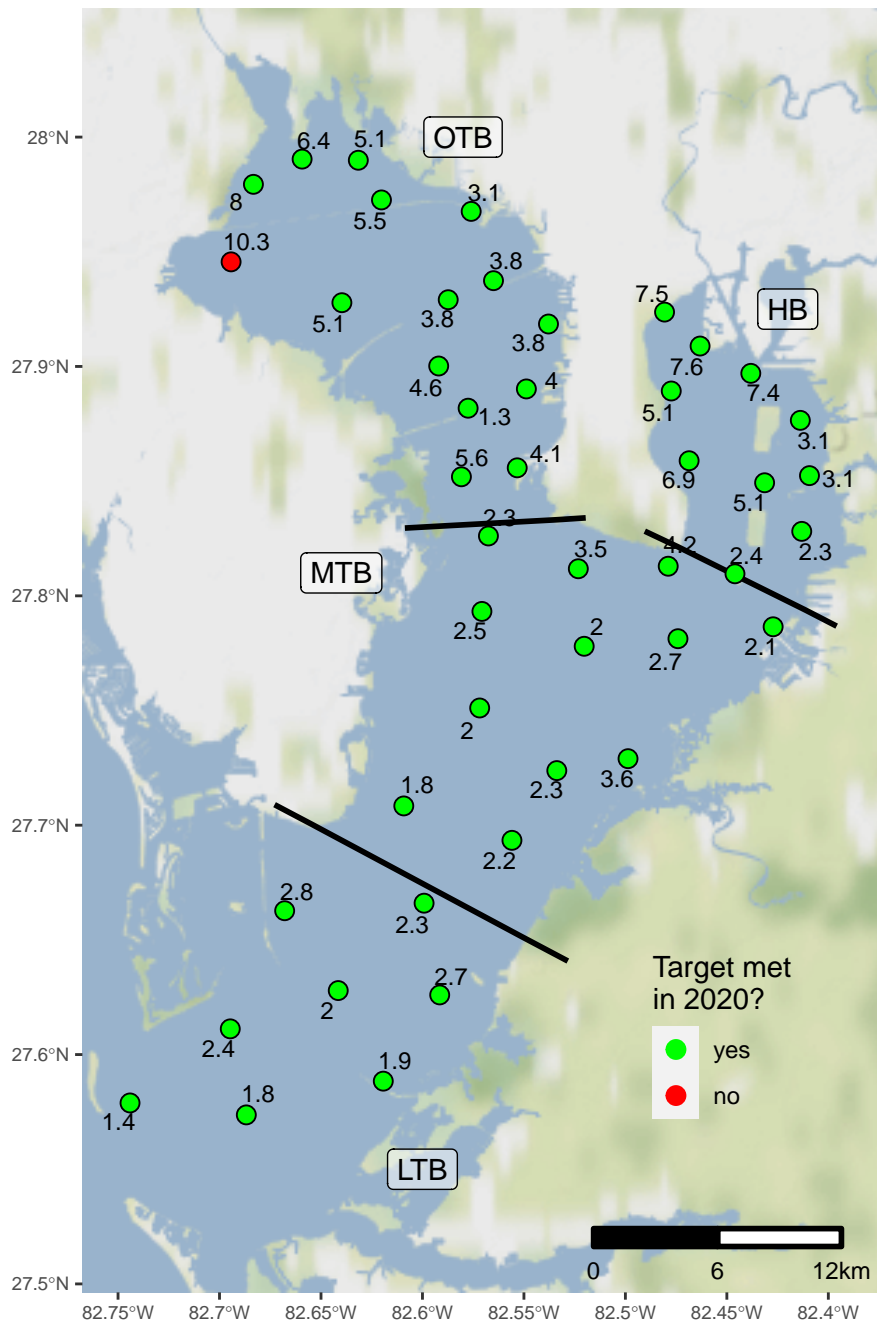 28°N
27.9°N
27.8°N
27.7°N
27.6°N
27.5°N
OTB
6.4
5.1
8
5.5
3.1
10.3
3.8
5.1
3.8
3.8
4.6
4
1.3
5.6
4.1
HB
7.5
7.6
7.4
5.1
3.1
6.9
5.1
3.1
2.3
MTB
2.3
3.5
4.2
2.4
2.5
2
2.7
2.1
2
2.3
3.6
1.8
2.2
2.8
2.3
2
2.7
2.4
1.9
1.4
1.8
LTB
Target met
in 2020?
yes
no
0 6 12km
82.75°W 82.7°W 82.65°W 82.6°W 82.55°W 82.5°W 82.45°W 82.4°W